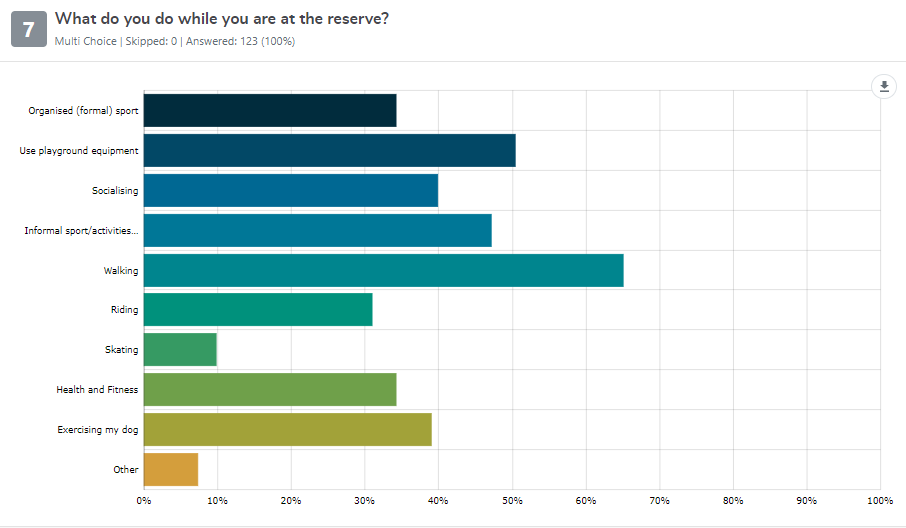 7
What do you do while you are at the reserve?
Multi Choice | Skipped: 0 | Answered: 123 (100%)
Organised (formal) sport
Use playground equipment
Socialising
Informal sport/activities...
Walking
Riding
Skating
Health and Fitness
Exercising my dog
Other
0% 10% 20% 30% 40% 50% 60% 70% 80% 90% 100%